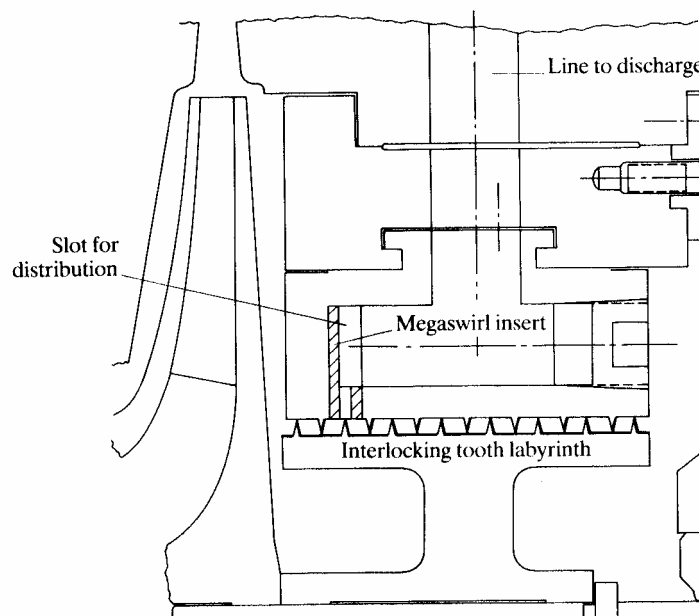 Line to discharge
Slot for
distribution
Megaswirl insert
Interlocking tooth labyrinth